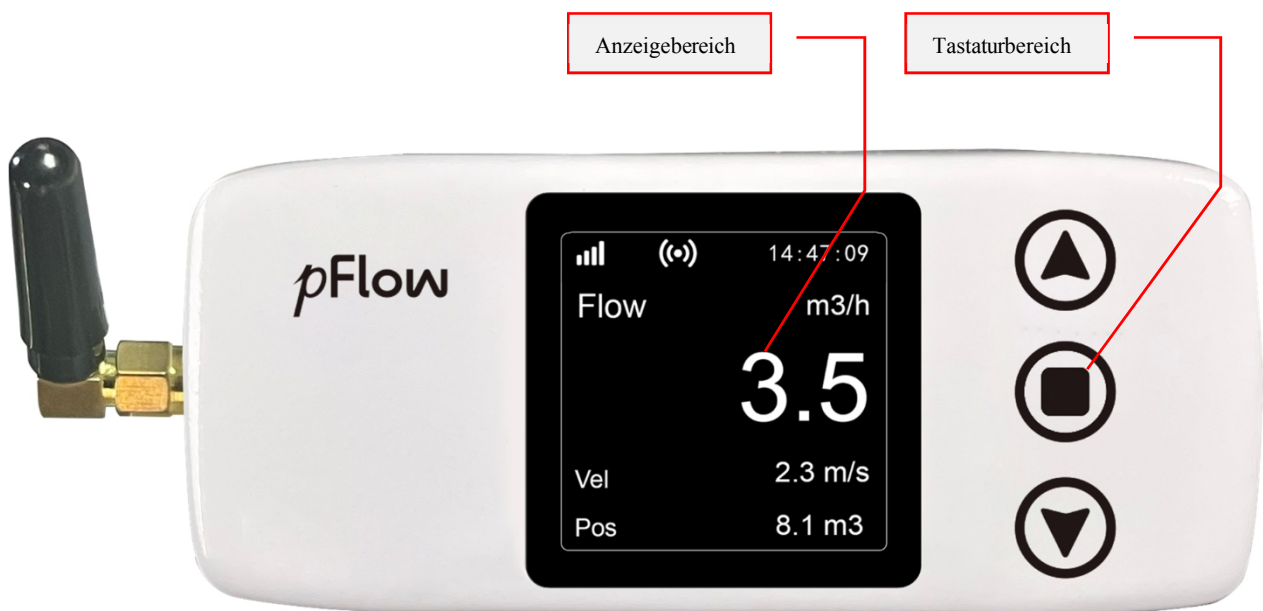 Anzeigebereich
Tastaturbereich
pFlow
14:47:09
Flow m3/h
3.5
Vel 2.3 m/s
Pos 8.1 m3